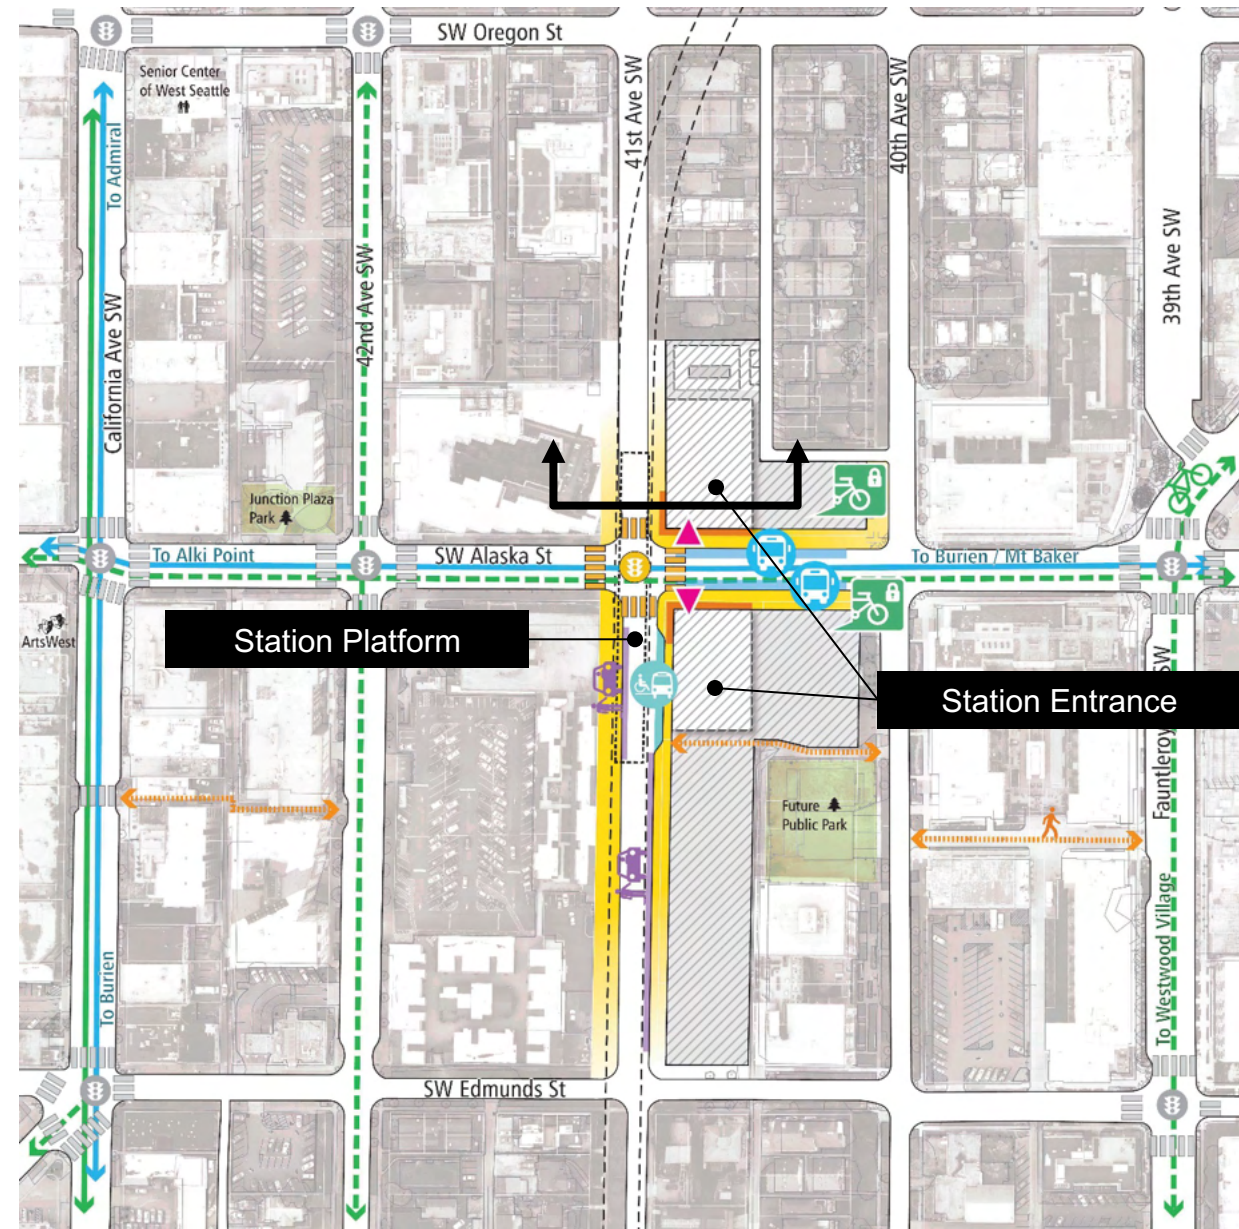 SW Oregon St
Senior Center
of West Seattle
To Admiral
California Ave SW
42nd Ave SW
41st Ave SW
40th Ave SW
39th Ave SW
Junction Plaza
Park
To Alki Point
SW Alaska St
To Burien / Mt Baker
ArtsWest
Station Platform
Station Entrance
Fauntleroy
SW
Future
Public Park
To Burien
To Westwood Village
SW Edmunds St